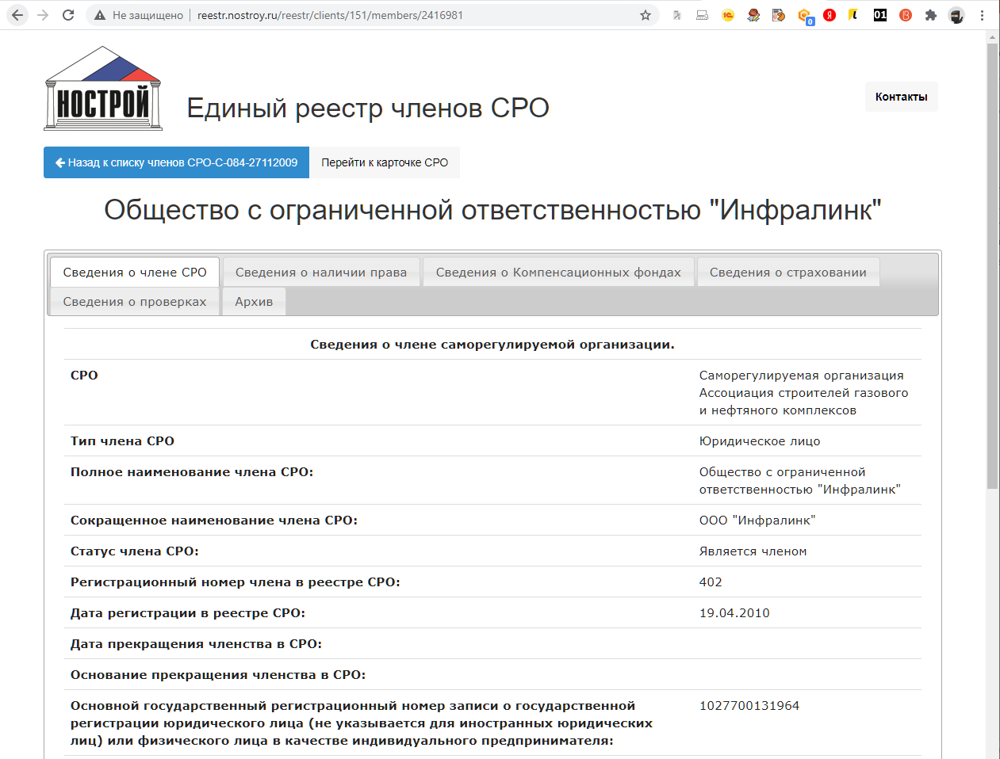 Не защищено
reestr.nostroy.ru/reestr/clients/151/members/2416981
НОСТРОЙ
Единый реестр членов СРО
Контакты
Назад к списку членов СРО-С-084-27112009
Перейти к карточке СРО
Общество с ограниченной ответственностью "Инфралинк"
Сведения о члене СРО
Сведения о наличии права
Сведения о Компенсационных фондах
Сведения о страховании
Сведения о проверках
Архив
Сведения о члене саморегулируемой организации.
СРО
Саморегулируемая организация
Ассоциация строителей газового
и нефтяного комплексов
Тип члена СРО
Юридическое лицо
Полное наименование члена СРО:
Общество с ограниченной
ответственностью "Инфралинк"
Сокращенное наименование члена СРО:
ООО "Инфралинк"
Статус члена СРО:
Является членом
Регистрационный номер члена в реестре СРО:
402
Дата регистрации в реестре СРО:
19.04.2010
Дата прекращения членства в СРО:
Основание прекращения членства в СРО:
Основной государственный регистрационный номер записи о государственной
регистрации юридического лица (не указывается для иностранных юридических
лиц) или физического лица в качестве индивидуального предпринимателя:
1027700131964